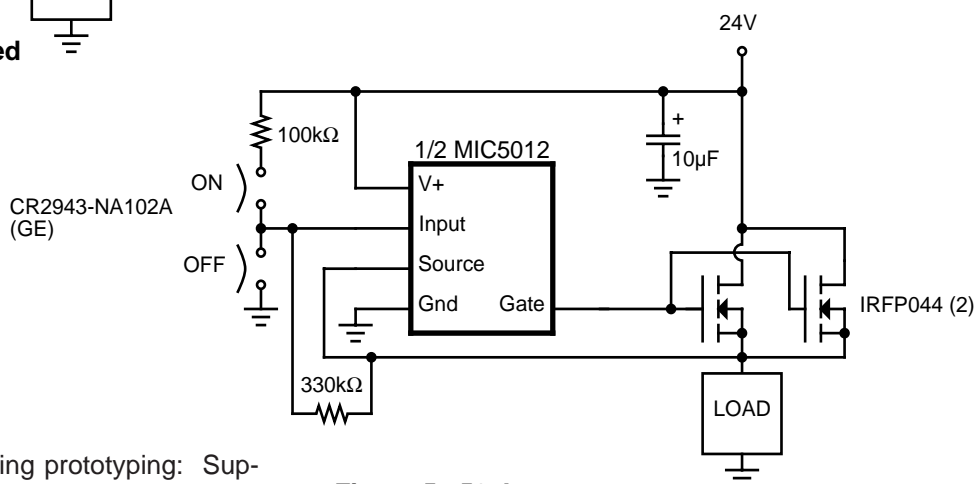 ed
24V
100kΩ
+
10µF
1/2 MIC5012
ON
V+
CR2943-NA102A
(GE)
Input
OFF
Source
Gnd Gate
IRFP044 (2)
330kΩ
LOAD
ing prototyping: Sup-